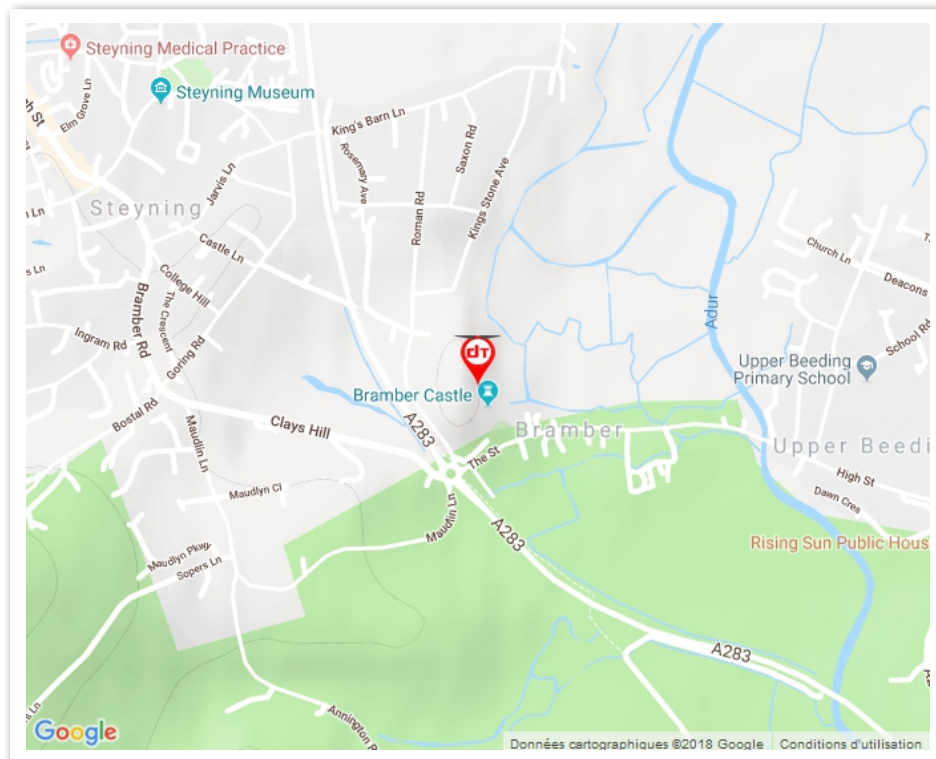 Steyning Medical Practice
Elm Grove Ln
Steyning Museum
King's Barn Ln
Rosemary Ave
Saxon Rd
Jarvis Ln
Roman Rd
Kings Stone Ave
Steyning
Castle Ln
Church Ln
Deacons
College Hill
The Crescent
Bramber Rd
Adur
School Rd
Ingram Rd
Goring Rd
dT
Upper Beeding
Primary School
Bramber Castle
Bostal Rd
Clays Hill
A283
Bramber
The St
Maudlin Ln
Upper Beedi
High St
Maudlyn Cl
Dawn Cres
Maudlin Ln
A283
Rising Sun Public Hous
Maudlyn Pkwy
Sopers Ln
A283
Annington R
Google
Données cartographiques ©2018 Google
Conditions d'utilisation